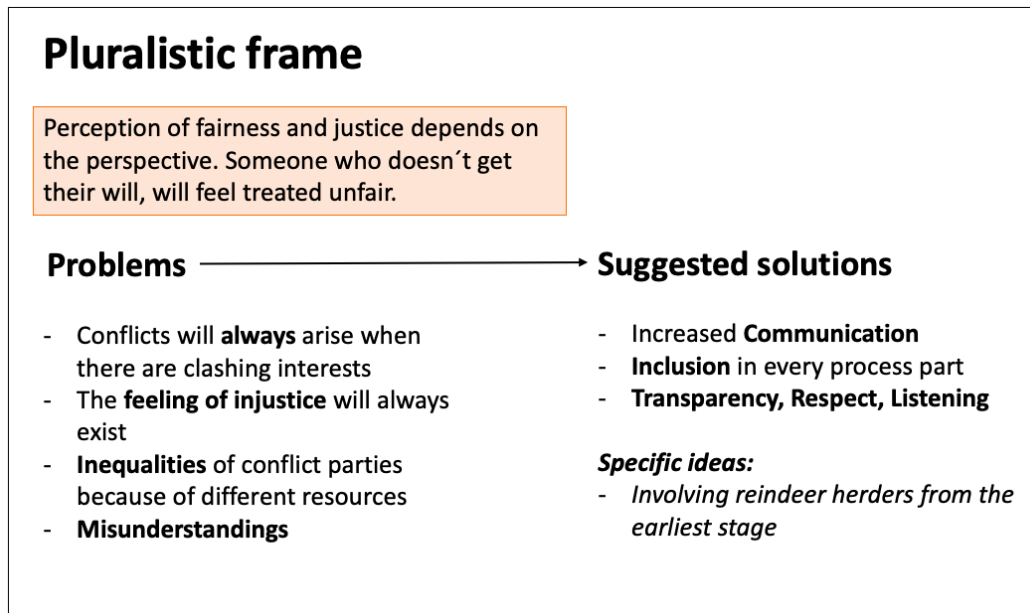 Pluralistic frame
Perception of fairness and justice depends on
the perspective. Someone who doesn´t get
their will, will feel treated unfair.
Problems
- Conflicts will always arise when
there are clashing interests
- The feeling of injustice will always
exist
- Inequalities of conflict parties
because of different resources
- Misunderstandings
Suggested solutions
- Increased Communication
- Inclusion in every process part
- Transparency, Respect, Listening
Specific ideas:
- Involving reindeer herders from the
earliest stage